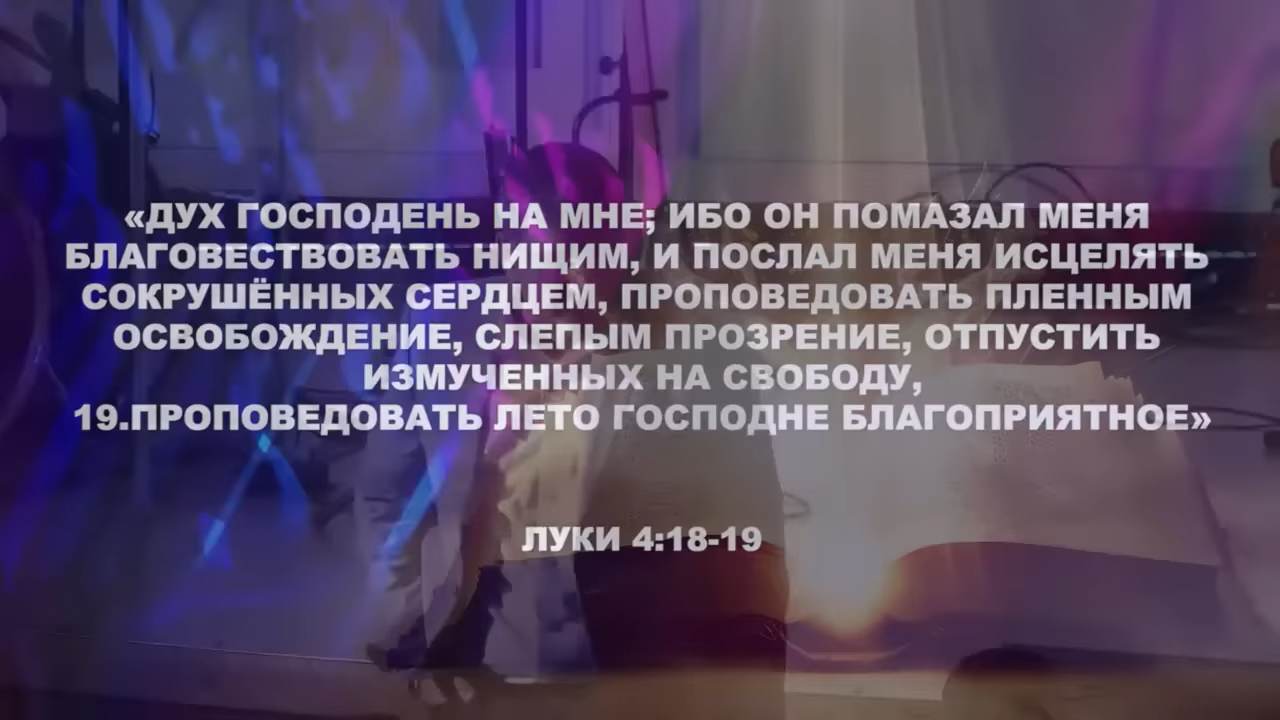 «ДУХ ГОСПОДЕНЬ НА МНЕ; ИБО ОН ПОМАЗАЛ МЕНЯ
БЛАГОВЕСТВОВАТЬ НИЩИМ, И ПОСЛАЛ МЕНЯ ИСЦЕЛЯТЬ
СОКРУШЁННЫХ СЕРДЦЕМ, ПРОПОВЕДОВАТЬ ПЛЕННЫМ
ОСВОБОЖДЕНИЕ, СЛЕПЫМ ПРОЗРЕНИЕ, ОТПУСТИТЬ
ИЗМУЧЕННЫХ НА СВОБОДУ,
19.ПРОПОВЕДОВАТЬ ЛЕТО ГОСПОДНЕ БЛАГОПРИЯТНОЕ»
ЛУКИ 4:18-19